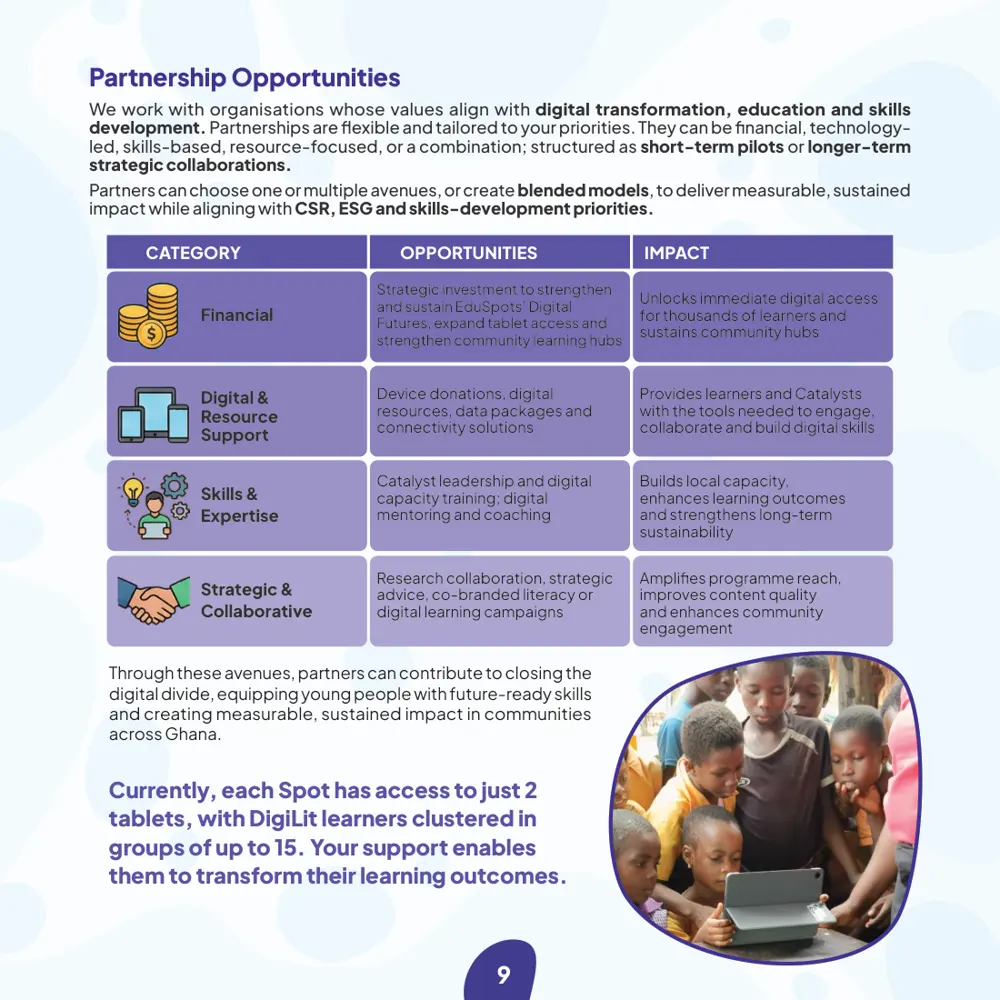 Partnership Opportunities
We work with organisations whose values align with digital transformation, education and skills
development. Partnerships are flexible and tailored to your priorities. They can be financial, technology-
led, skills-based, resource-focused, or a combination; structured as short-term pilots or longer-term
strategic collaborations.
Partners can choose one or multiple avenues, or create blended models, to deliver measurable, sustained
impact while aligning with CSR, ESG and skills-development priorities.
CATEGORY
OPPORTUNITIES
IMPACT
Financial
Strategic investment to strengthen
and sustain EduSpots' Digital
Futures, expand tablet access and
strengthen community learning hubs
Unlocks immediate digital access
for thousands of learners and
sustains community hubs
Digital &
Resource
Support
Device donations, digital
resources, data packages and
connectivity solutions
Provides learners and Catalysts
with the tools needed to engage,
collaborate and build digital skills
Skills &
Expertise
Catalyst leadership and digital
capacity training; digital
mentoring and coaching
Builds local capacity,
enhances learning outcomes
and strengthens long-term
sustainability
Strategic &
Collaborative
Research collaboration, strategic
advice, co-branded literacy or
digital learning campaigns
Amplifies programme reach,
improves content quality
and enhances community
engagement
Through these avenues, partners can contribute to closing the
digital divide, equipping young people with future-ready skills
and creating measurable, sustained impact in communities
across Ghana.
Currently, each Spot has access to just 2
tablets, with DigiLit learners clustered in
groups of up to 15. Your support enables
them to transform their learning outcomes.
9